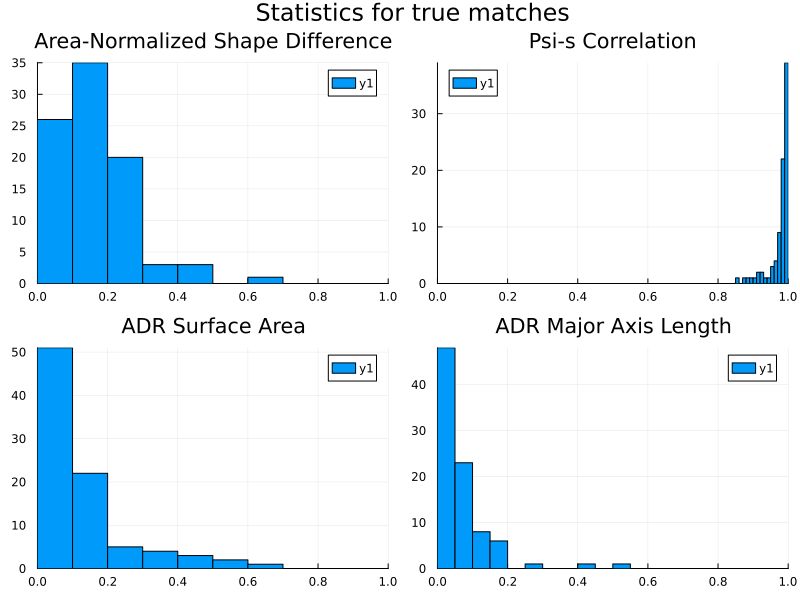 Statistics for true matches
Area-Normalized Shape Difference
35
30
25
20
15
10
5
0
0.0 0.2 0.4 0.6 0.8 1.0
y1
Psi-s Correlation
30
20
10
0
0.0 0.2 0.4 0.6 0.8 1.0
y1
ADR Surface Area
50
40
30
20
10
0
0.0 0.2 0.4 0.6 0.8 1.0
y1
ADR Major Axis Length
40
30
20
10
0
0.0 0.2 0.4 0.6 0.8 1.0
y1